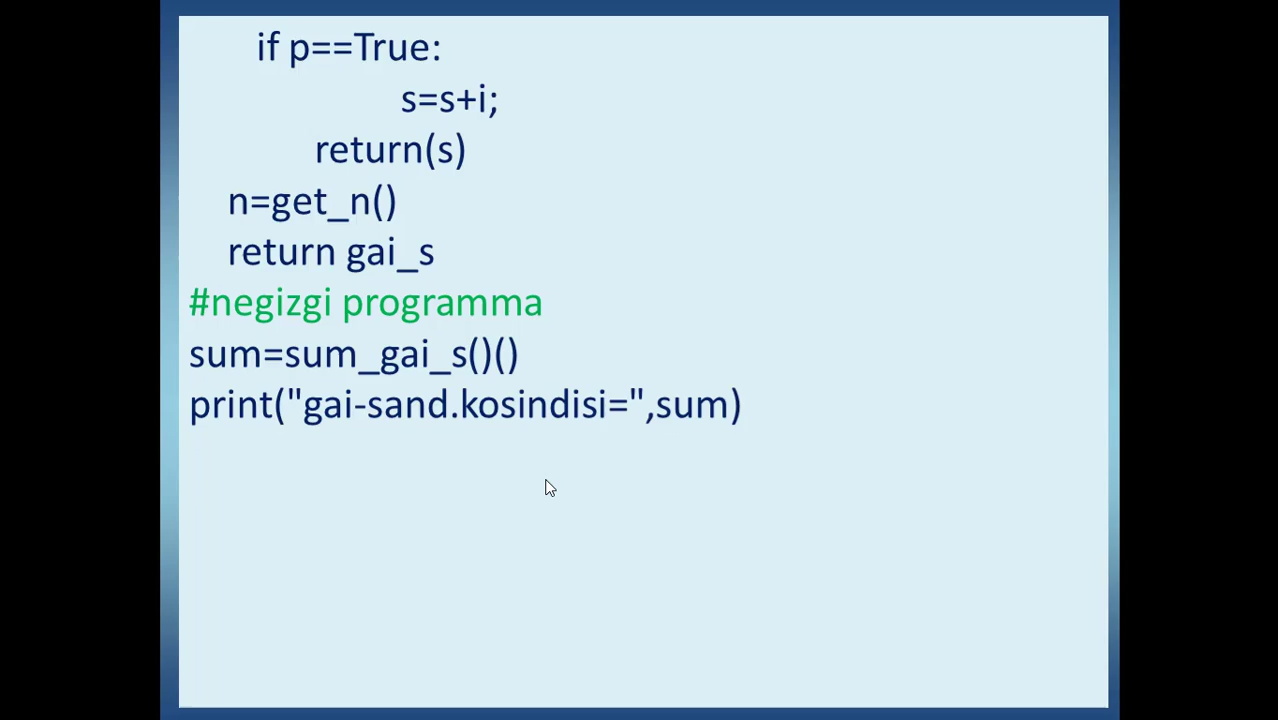 if p==True:
s=s+i;
return(s)
n=get_n()
return gai_s
#negizgi programma
sum=sum_gai_s()()
print("gai-sand.kosindisi=",sum)